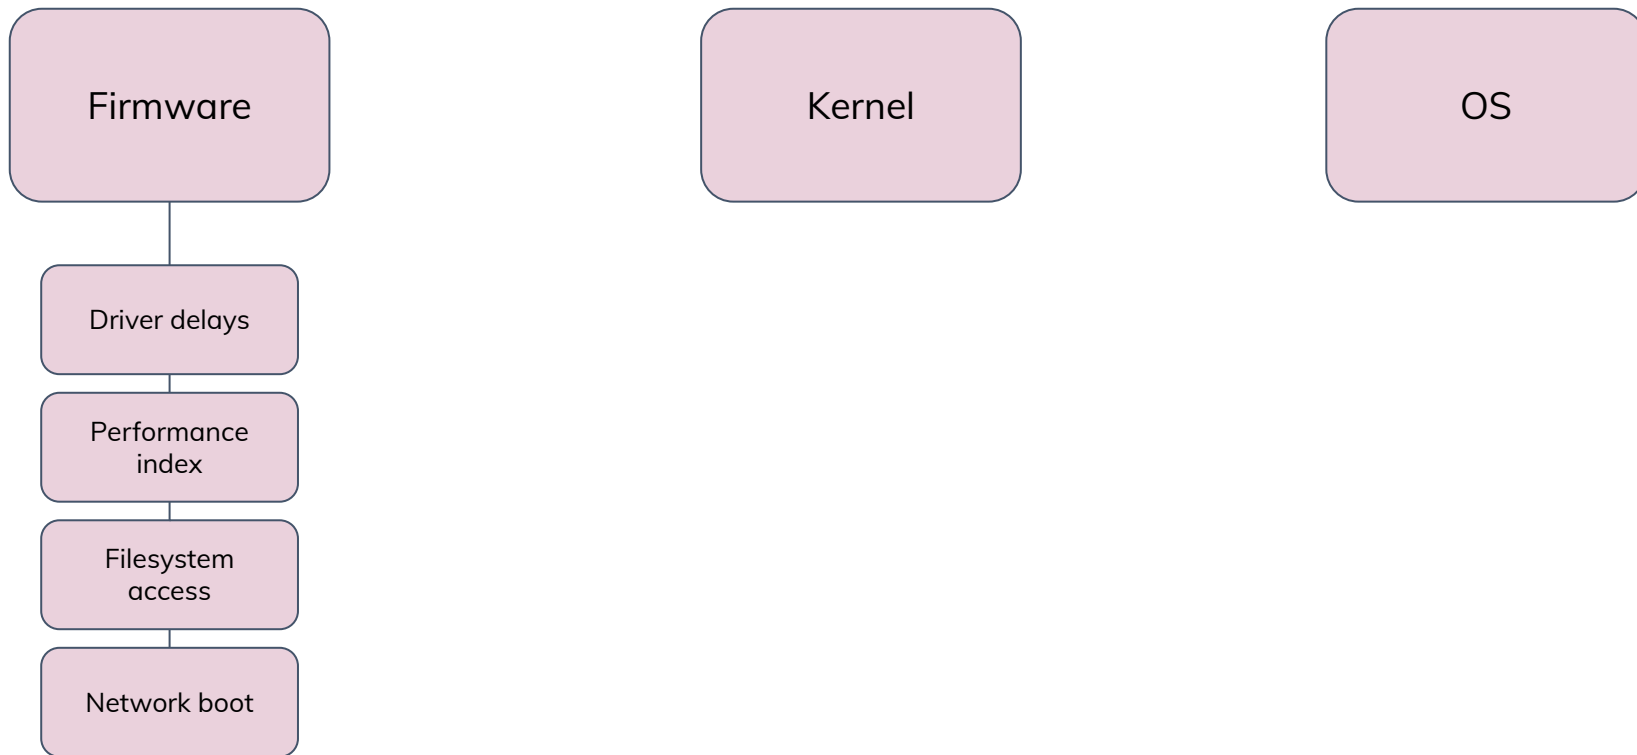 Firmware
Kernel
OS
Driver delays
Performance
index
Filesystem
access
Network boot